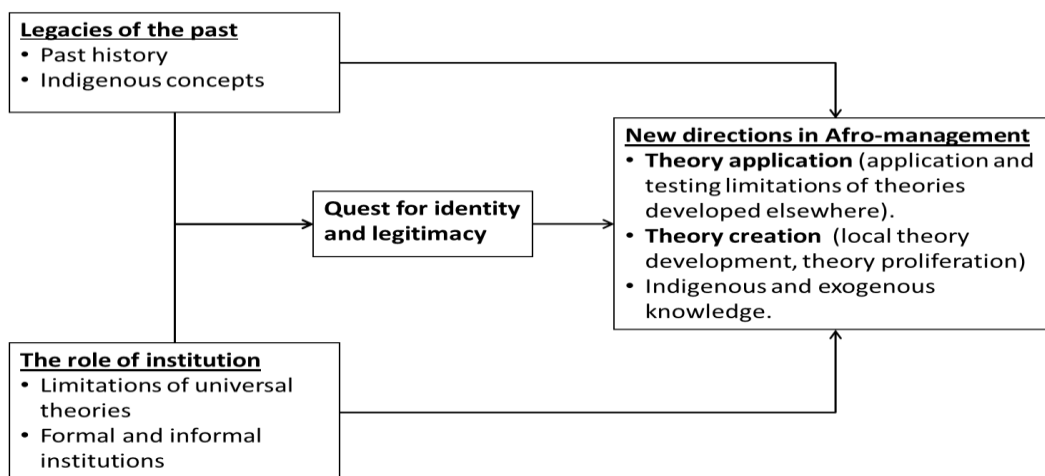 Legacies of the past
• Past history
• Indigenous concepts
Quest for identity
and legitimacy
The role of institution
• Limitations of universal
theories
• Formal and informal
institutions
New directions in Afro-management
• Theory application (application and
testing limitations of theories
developed elsewhere).
• Theory creation (local theory
development, theory proliferation)
• Indigenous and exogenous
knowledge.